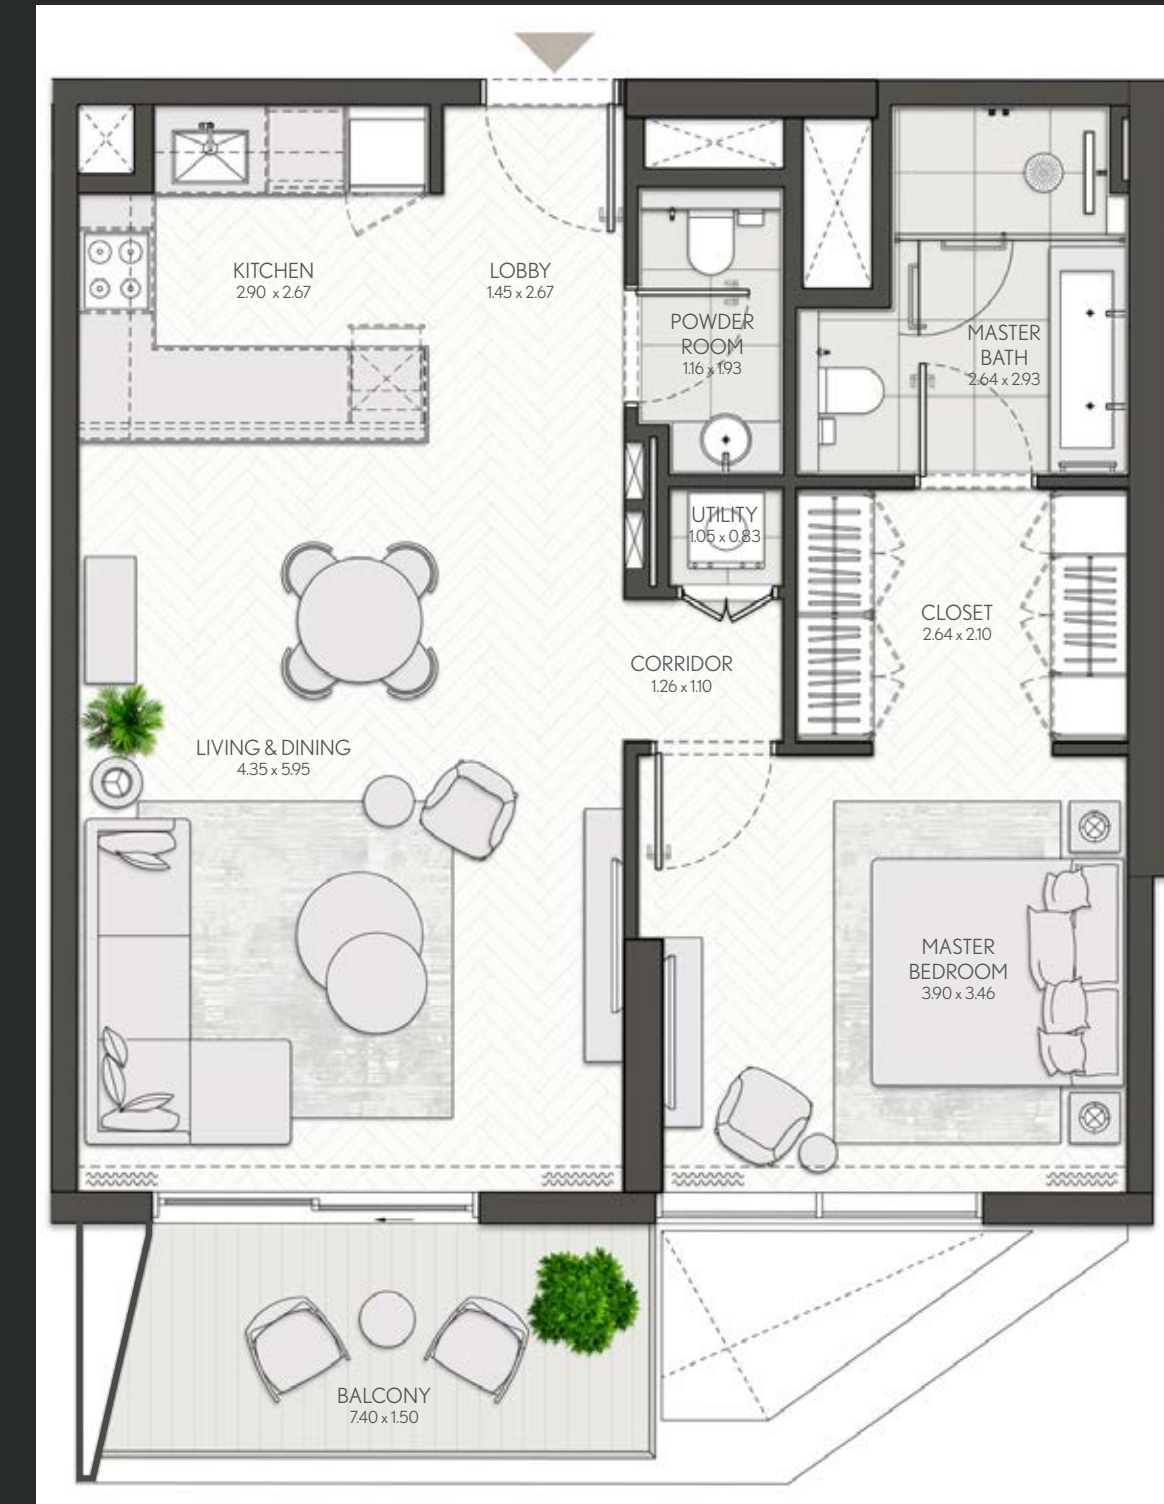 KITCHEN
2.90 x 2.67
LOBBY
1.45 x 2.67
POWDER
ROOM
1.16 x 1.93
MASTER
BATH
2.64 x 2.93
UTILITY
1.05 x 0.83
CLOSET
2.64 x 2.10
CORRIDOR
1.26 x 1.10
LIVING & DINING
4.35 x 5.95
MASTER
BEDROOM
3.90 x 3.46
BALCONY
7.40 x 1.50